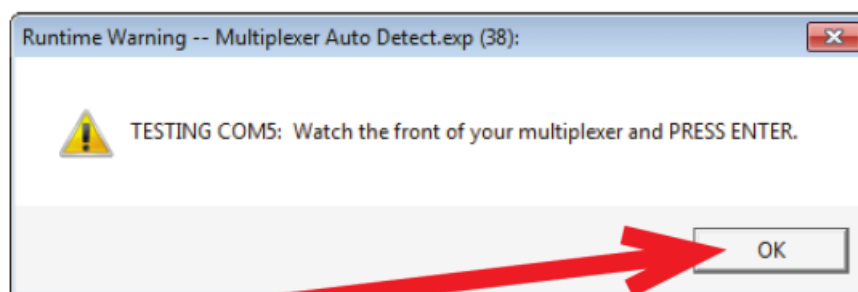 Runtime Warning -- Multiplexer Auto Detect.exp (38):
TESTING COM5:  Watch the front of your multiplexer and PRESS ENTER.
OK